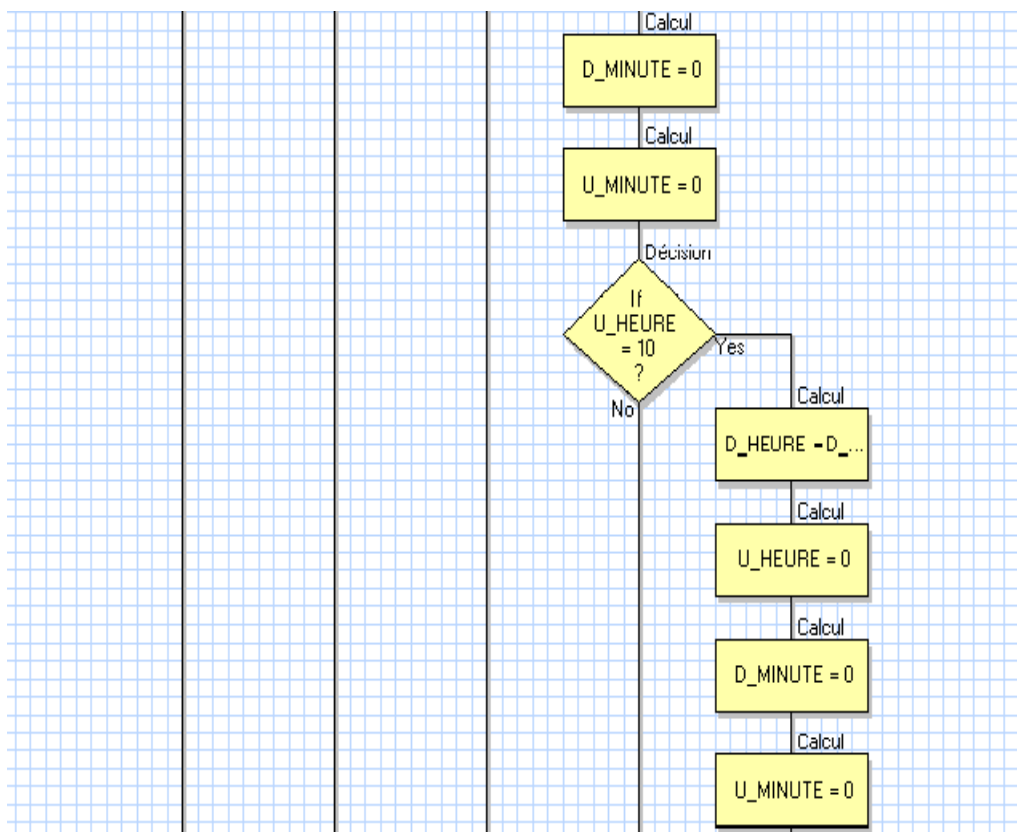 Calcul
D_MINUTE = 0
Calcul
U_MINUTE = 0
Décision
If
U_HEURE
= 10
?
Yes
No
Calcul
D_HEURE =D_...
Calcul
U_HEURE = 0
Calcul
D_MINUTE = 0
Calcul
U_MINUTE = 0